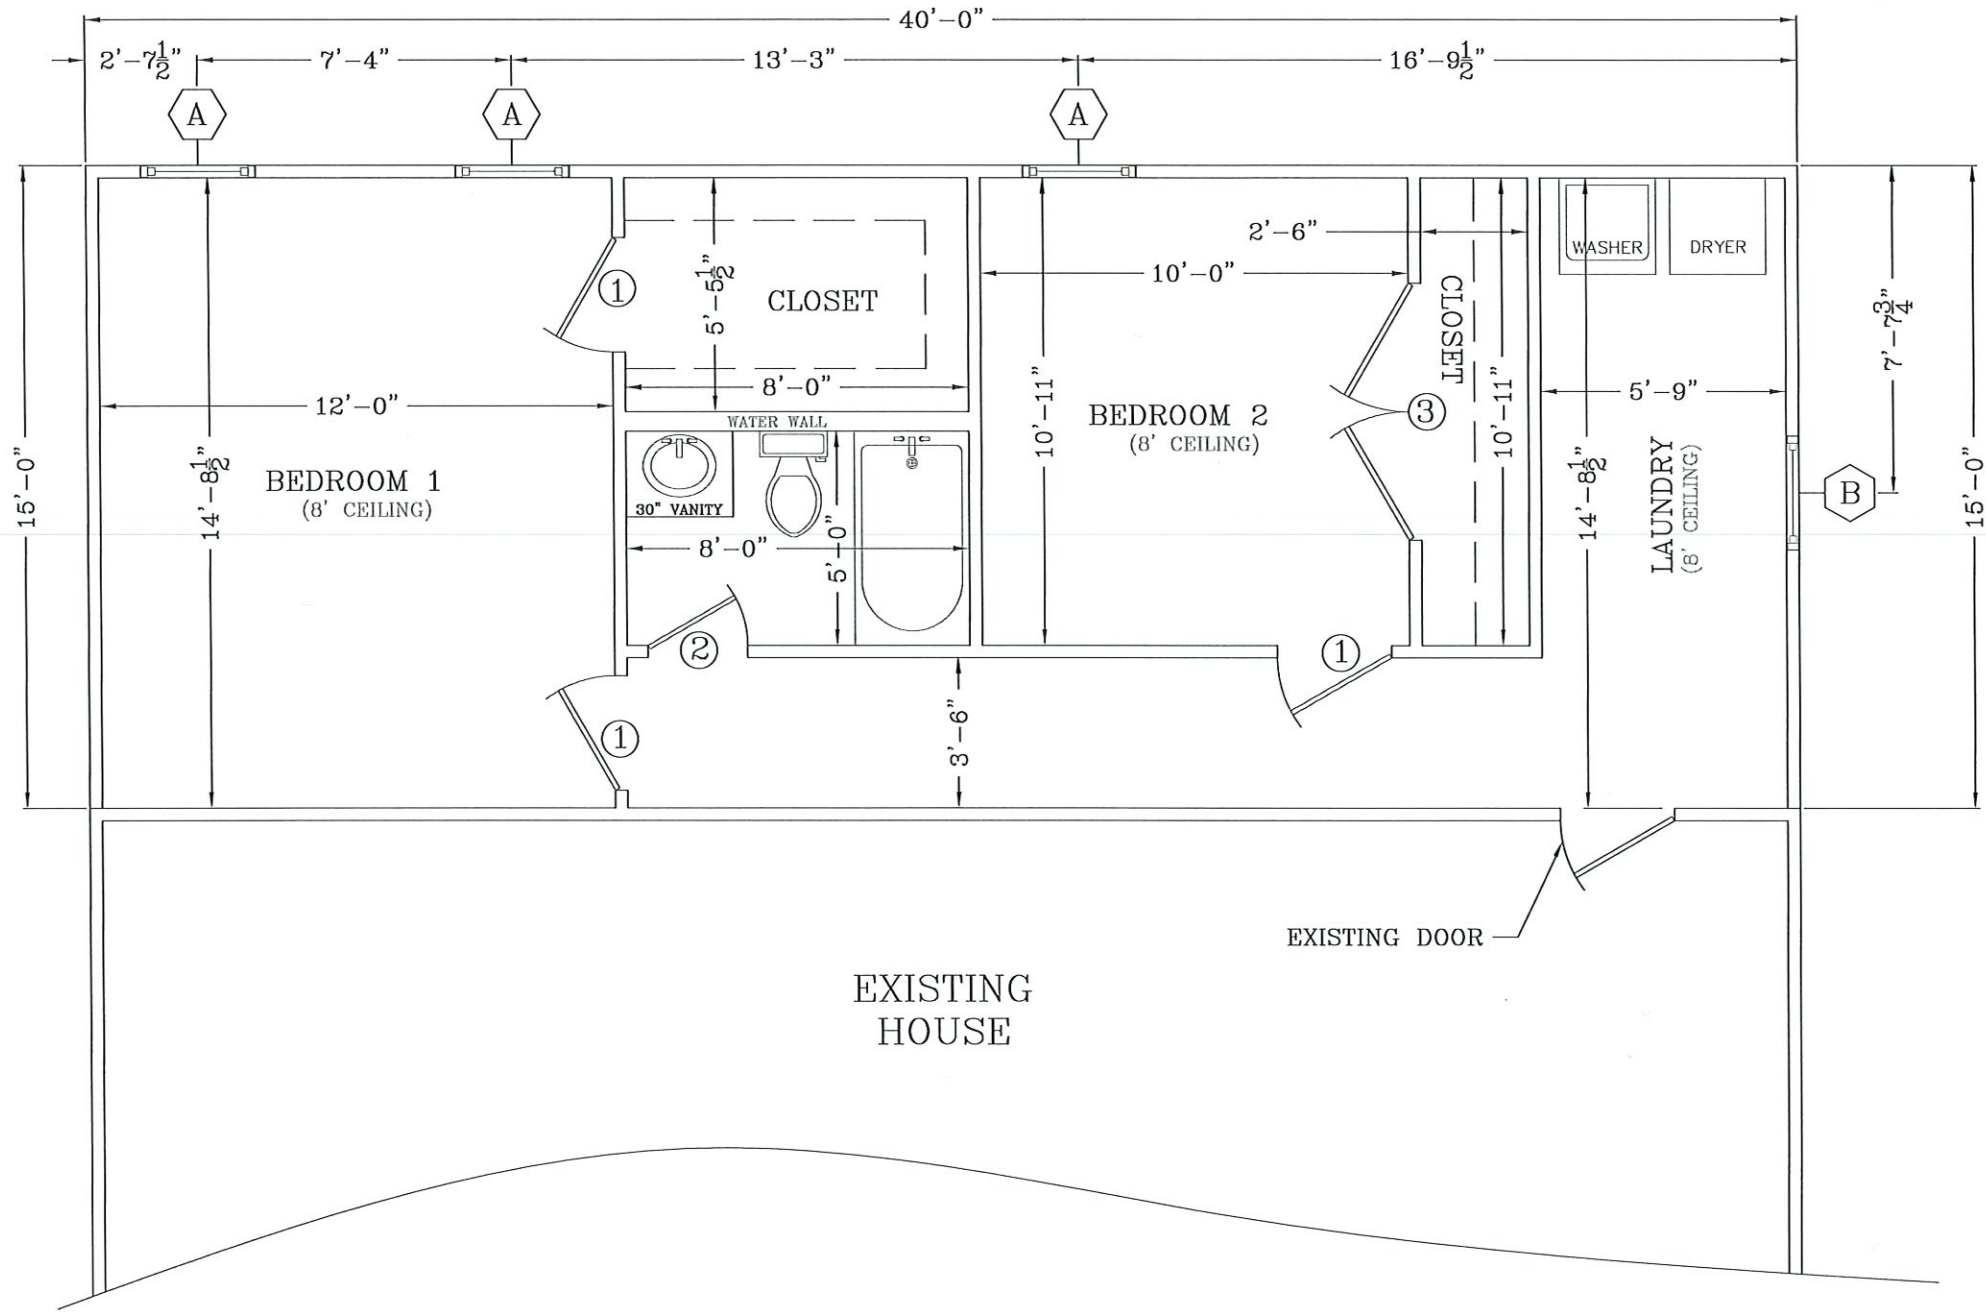 40'-0"
2'-7½" 7'-4" 13'-3" 16'-9½"
A A A
WASHER DRYER
2'-6"
10'-0"
1
5'-5½"
CLOSET
CLOSET
7'-7¾"
8'-0"
12'-0"
5'-9"
10'-11"
10'-11"
BEDROOM 2
(8' CEILING)
3
WATER WALL
15'-0"
14'-8½"
BEDROOM 1
(8' CEILING)
30" VANITY
8'-0"
5'-0"
14'-8½"
LAUNDRY
(8' CEILING)
B
15'-0"
2
1
1
3'-6"
EXISTING DOOR
EXISTING
HOUSE